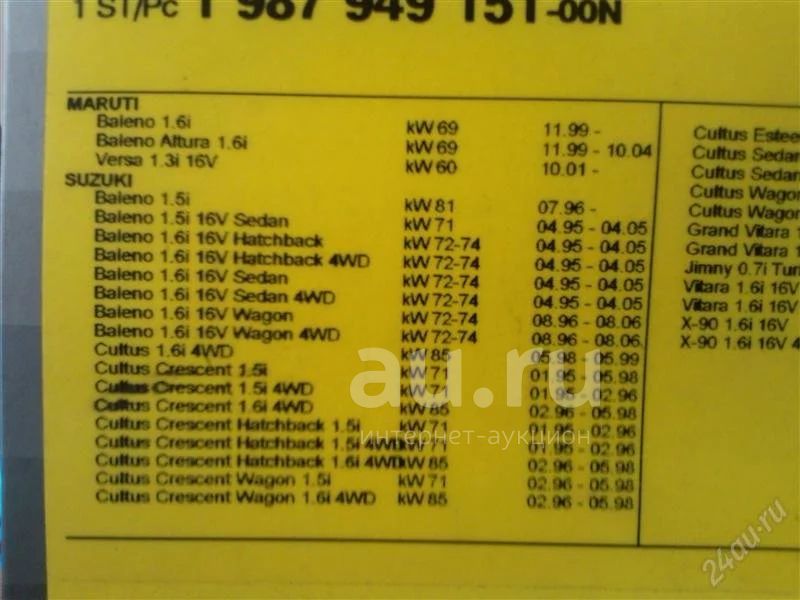 1 ST/Pc 1 987 949 151-00N
MARUTI
Baleno 1.6i kW 69 11.99 -
Baleno Altura 1.6i kW 69 11.99 - 10.04
Versa 1.3i 16V kW 60 10.01 -
SUZUKI
Baleno 1.5i kW 81 07.96 -
Baleno 1.5i 16V Sedan kW 71 04.95 - 04.05
Baleno 1.6i 16V Hatchback kW 72-74 04.95 - 04.05
Baleno 1.6i 16V Hatchback 4WD kW 72-74 04.95 - 04.05
Baleno 1.6i 16V Sedan kW 72-74 04.95 - 04.05
Baleno 1.6i 16V Sedan 4WD kW 72-74 04.95 - 04.05
Baleno 1.6i 16V Wagon kW 72-74 08.96 - 08.06
Baleno 1.6i 16V Wagon 4WD kW 72-74 08.96 - 08.06
Cultus 1.6i 4WD kW 85 05.98 - 05.99
Cultus Crescent 1.5i kW 71 01.95 - 05.98
Cultus Crescent 1.5i 4WD kW 71 01.95 - 02.96
Cultus Crescent 1.6i 4WD kW 85 02.96 - 05.98
Cultus Crescent Hatchback 1.5i kW 71 01.95 - 02.96
Cultus Crescent Hatchback 1.5i 4WD kW 71 01.95 - 02.96
Cultus Crescent Hatchback 1.6i 4WD kW 85 02.96 - 05.98
Cultus Crescent Wagon 1.5i kW 71 02.96 - 05.98
Cultus Crescent Wagon 1.6i 4WD kW 85 02.96 - 05.98
Cultus Esteem
Cultus Sedan
Cultus Sedan
Cultus Wagon
Cultus Wagon
Grand Vitara 1
Grand Vitara 1
Jimny 0.7i Tur
Vitara 1.6i 16V
Vitara 1.6i 16V
X-90 1.6i 16V
X-90 1.6i 16V 4
au.ru
интернет-аукцион
24au.ru